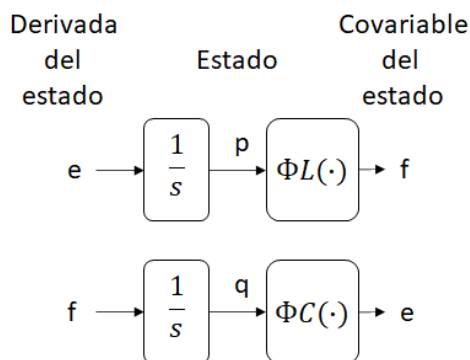 Derivada del estado
Estado
Covariable del estado
e
1
s
p
ΦL(·)
f
f
1
s
q
ΦC(·)
e